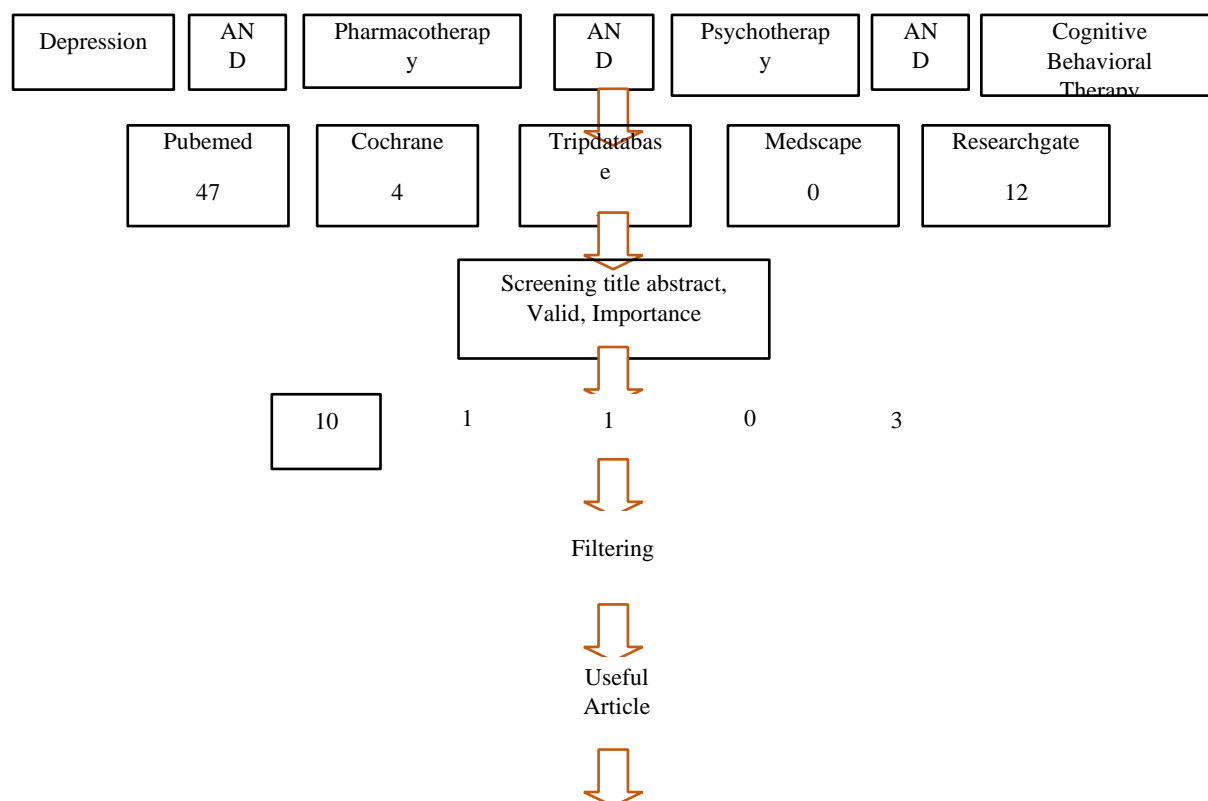 Depression
AN
D
Pharmacotherap
y
AN
D
Psychotherap
y
AN
D
Cognitive
Behavioral
Therapy
Pubemed
47
Cochrane
4
Tripdatabas
e
Medscape
0
Researchgate
12
Screening title abstract,
Valid, Importance
10
1
1
0
3
Filtering
Useful
Article